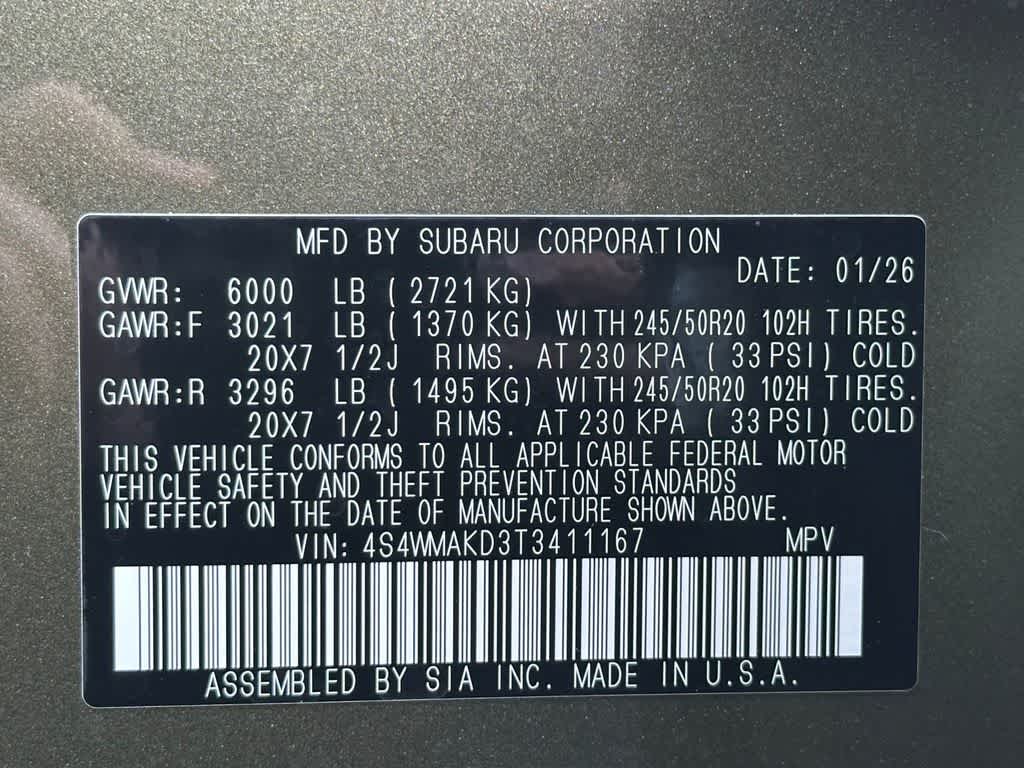 MFD BY SUBARU CORPORATION
DATE: 01/26
GVWR: 6000 LB ( 2721 KG)
GAWR:F 3021 LB ( 1370 KG) WITH 245/50R20 102H TIRES.
20X7 1/2J RIMS. AT 230 KPA ( 33 PSI) COLD
GAWR:R 3296 LB ( 1495 KG) WITH 245/50R20 102H TIRES.
20X7 1/2J RIMS. AT 230 KPA ( 33 PSI) COLD
THIS VEHICLE CONFORMS TO ALL APPLICABLE FEDERAL MOTOR
VEHICLE SAFETY AND THEFT PREVENTION STANDARDS
IN EFFECT ON THE DATE OF MANUFACTURE SHOWN ABOVE.
VIN: 4S4WMAKD3T3411167 MPV
ASSEMBLED BY SIA INC. MADE IN U.S.A.